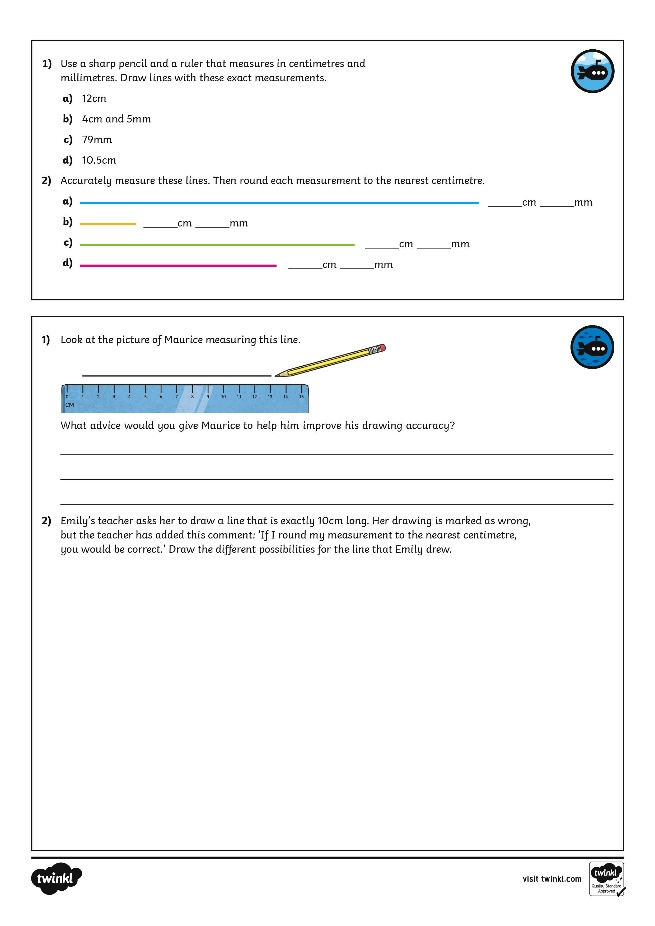 1) Use a sharp pencil and a ruler that measures in centimetres and
millimetres. Draw lines with these exact measurements.
a) 12cm
b) 4cm and 5mm
c) 79mm
d) 10.5cm
2) Accurately measure these lines. Then round each measurement to the nearest centimetre.
a) ______cm ______mm
b) ______cm ______mm
c) ______cm ______mm
d) ______cm ______mm
1) Look at the picture of Maurice measuring this line.
0 1 2 3 4 5 6 7 8 9 10 11 12 13 14 15
CM
What advice would you give Maurice to help him improve his drawing accuracy?
2) Emily's teacher asks her to draw a line that is exactly 10cm long. Her drawing is marked as wrong,
but the teacher has added this comment: 'If I round my measurement to the nearest centimetre,
you would be correct.' Draw the different possibilities for the line that Emily drew.
twinkl
visit twinkl.com
twinkl
Quality Standard
Approved